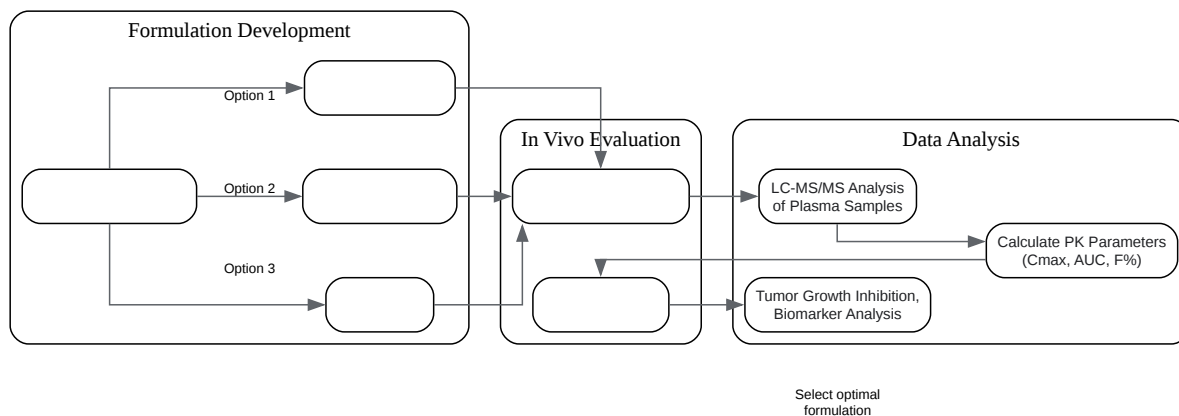 Formulation Development
Option 1
In Vivo Evaluation
Data Analysis
Option 2
LC-MS/MS Analysis
of Plasma Samples
Calculate PK Parameters
(Cmax, AUC, F%)
Option 3
Tumor Growth Inhibition,
Biomarker Analysis
Select optimal
formulation